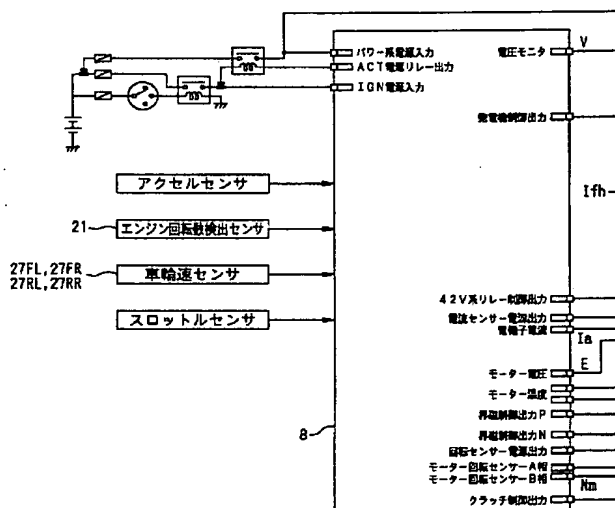 パワー系電源入力
ACT電源リレー出力
IGN電源入力
アクセルセンサ
21
エンジン回転数検出センサ
27FL,27FR
27RL,27RR
車輪速センサ
スロットルセンサ
8
電圧モニタ
V
発電機制御出力
Ifh
42V系リレー制御出力
電流センサー電源出力
電機子電流
Ia
E
モーター電圧
モーター温度
界磁制御出力P
界磁制御出力N
回転センサー電源出力
モーター回転センサーA相
モーター回転センサーB相
Nm
クラッチ制御出力